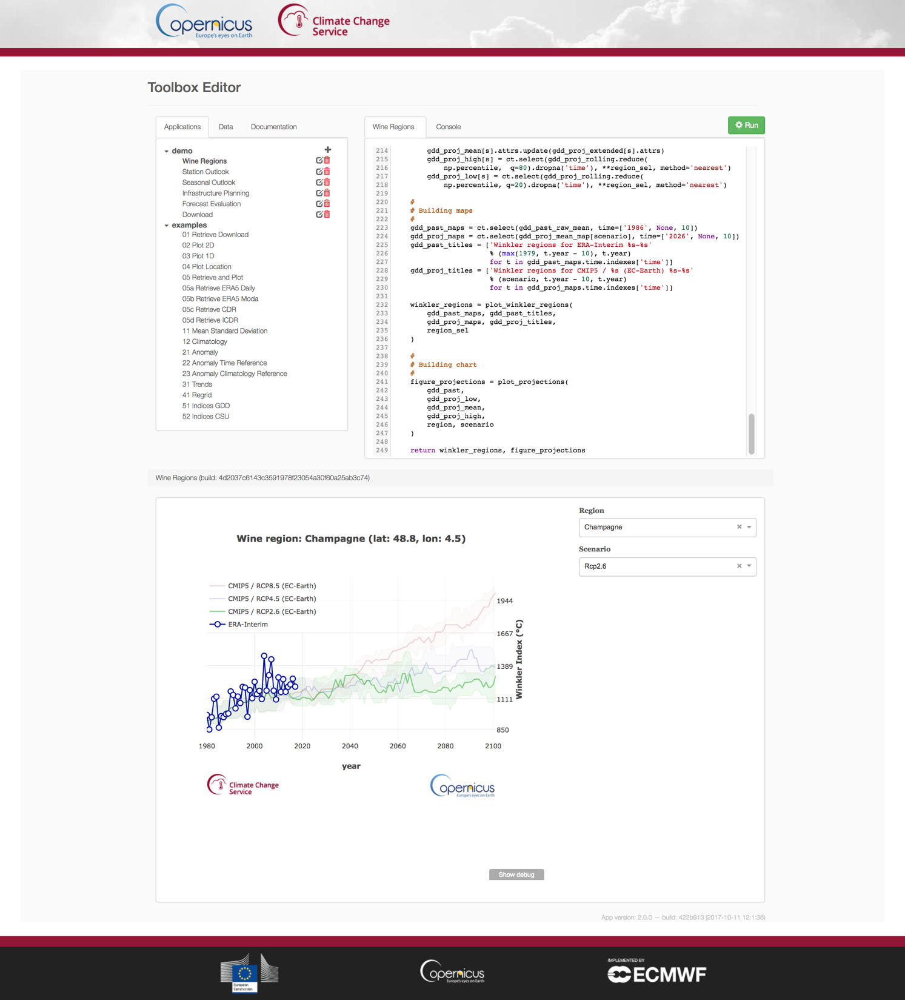 Copernicus
Europe's eyes on Earth
Climate Change
Service
Toolbox Editor
Applications
Data
Documentation
demo
Wine Regions
Station Outlook
Seasonal Outlook
Infrastructure Planning
Forecast Evaluation
Download
examples
01 Retrieve Download
02 Plot 2D
03 Plot 1D
04 Plot Location
05 Retrieve and Plot
05a Retrieve ERA5 Daily
05b Retrieve ERA5 Moda
05c Retrieve CDR
05d Retrieve ICDR
11 Mean Standard Deviation
12 Climatology
21 Anomaly
22 Anomaly Time Reference
23 Anomaly Climatology Reference
31 Trends
41 Regrid
51 Indices GDD
52 Indices CSU
Wine Regions
Console
Run
214 gdd_proj_mean[s].attrs.update(gdd_proj_extended[s].attrs)
215 gdd_proj_high[s] = ct.select(gdd_proj_rolling.reduce(
216 np.percentile,  q=80).dropna('time'), **region_sel, method='nearest')
217 gdd_proj_low[s] = ct.select(gdd_proj_rolling.reduce(
218 np.percentile, q=20).dropna('time'), **region_sel, method='nearest')
219
220 #
221 # Building maps
222 #
223 gdd_past_maps = ct.select(gdd_past_raw_mean, time=['1986', None, 10])
224 gdd_proj_maps = ct.select(gdd_proj_mean_map[scenario], time=['2026', None, 10])
225 gdd_past_titles = ['Winkler regions for ERA-Interim %s-%s'
226 % (max(1979, t.year - 10), t.year)
227 for t in gdd_past_maps.time.indexes['time']]
228 gdd_proj_titles = ['Winkler regions for CMIP5 / %s (EC-Earth) %s-%s'
229 % (scenario, t.year - 10, t.year)
230 for t in gdd_proj_maps.time.indexes['time']]
231
232 winkler_regions = plot_winkler_regions(
233 gdd_past_maps, gdd_past_titles,
234 gdd_proj_maps, gdd_proj_titles,
235 region_sel
236 )
237
238 #
239 # Building chart
240 #
241 figure_projections = plot_projections(
242 gdd_past,
243 gdd_proj_low,
244 gdd_proj_mean,
245 gdd_proj_high,
246 region, scenario
247 )
248
249 return winkler_regions, figure_projections
Wine Regions (build: 4d2037c6143c3591978f23054a30f60a25ab3c74)
Wine region: Champagne (lat: 48.8, lon: 4.5)
CMIP5 / RCP8.5 (EC-Earth)
CMIP5 / RCP4.5 (EC-Earth)
CMIP5 / RCP2.6 (EC-Earth)
ERA-Interim
1944
1667
1389
1111
850
Winkler Index (°C)
1980 2000 2020 2040 2060 2080 2100
year
Climate Change
Service
Copernicus
Europe's eyes on Earth
Region
Champagne
Scenario
Rcp2.6
Show debug
App version: 2.0.0 — build: 422b913 (2017-10-11 12:1:36)
European
Commission
Copernicus
Europe's eyes on Earth
IMPLEMENTED BY
ECMWF